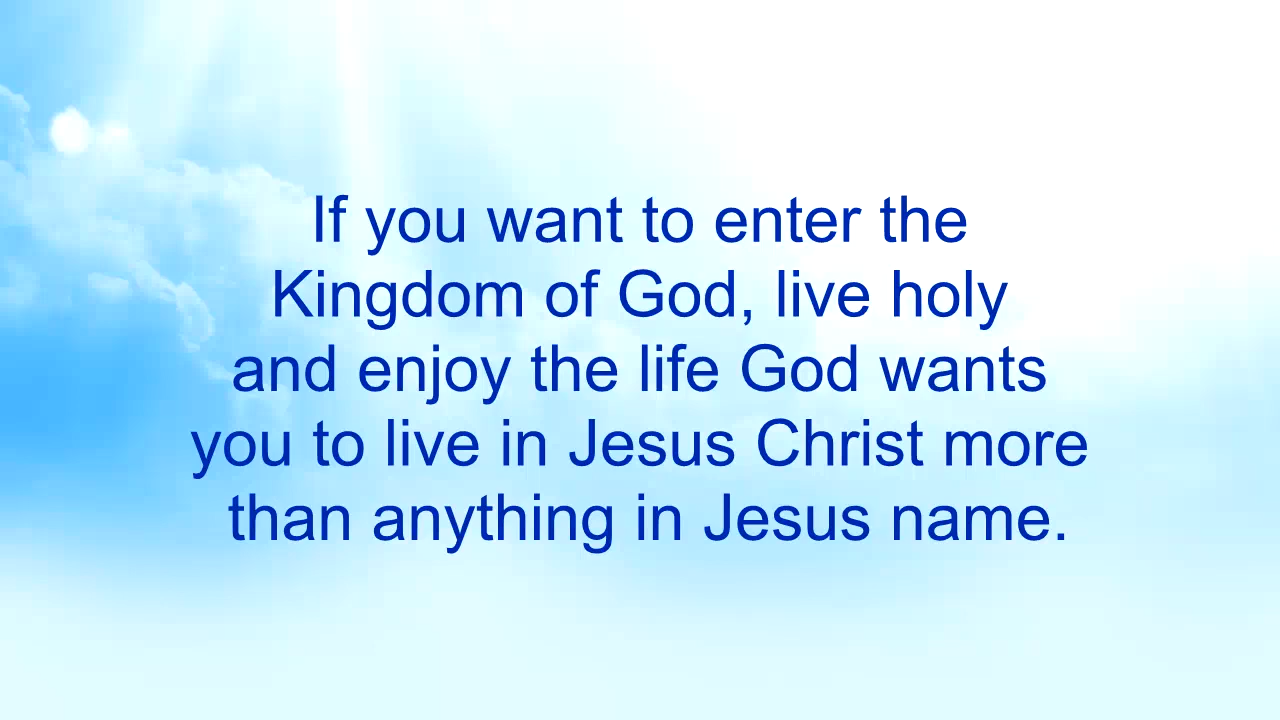 If you want to enter the
Kingdom of God, live holy
and enjoy the life God wants
you to live in Jesus Christ more
than anything in Jesus name.